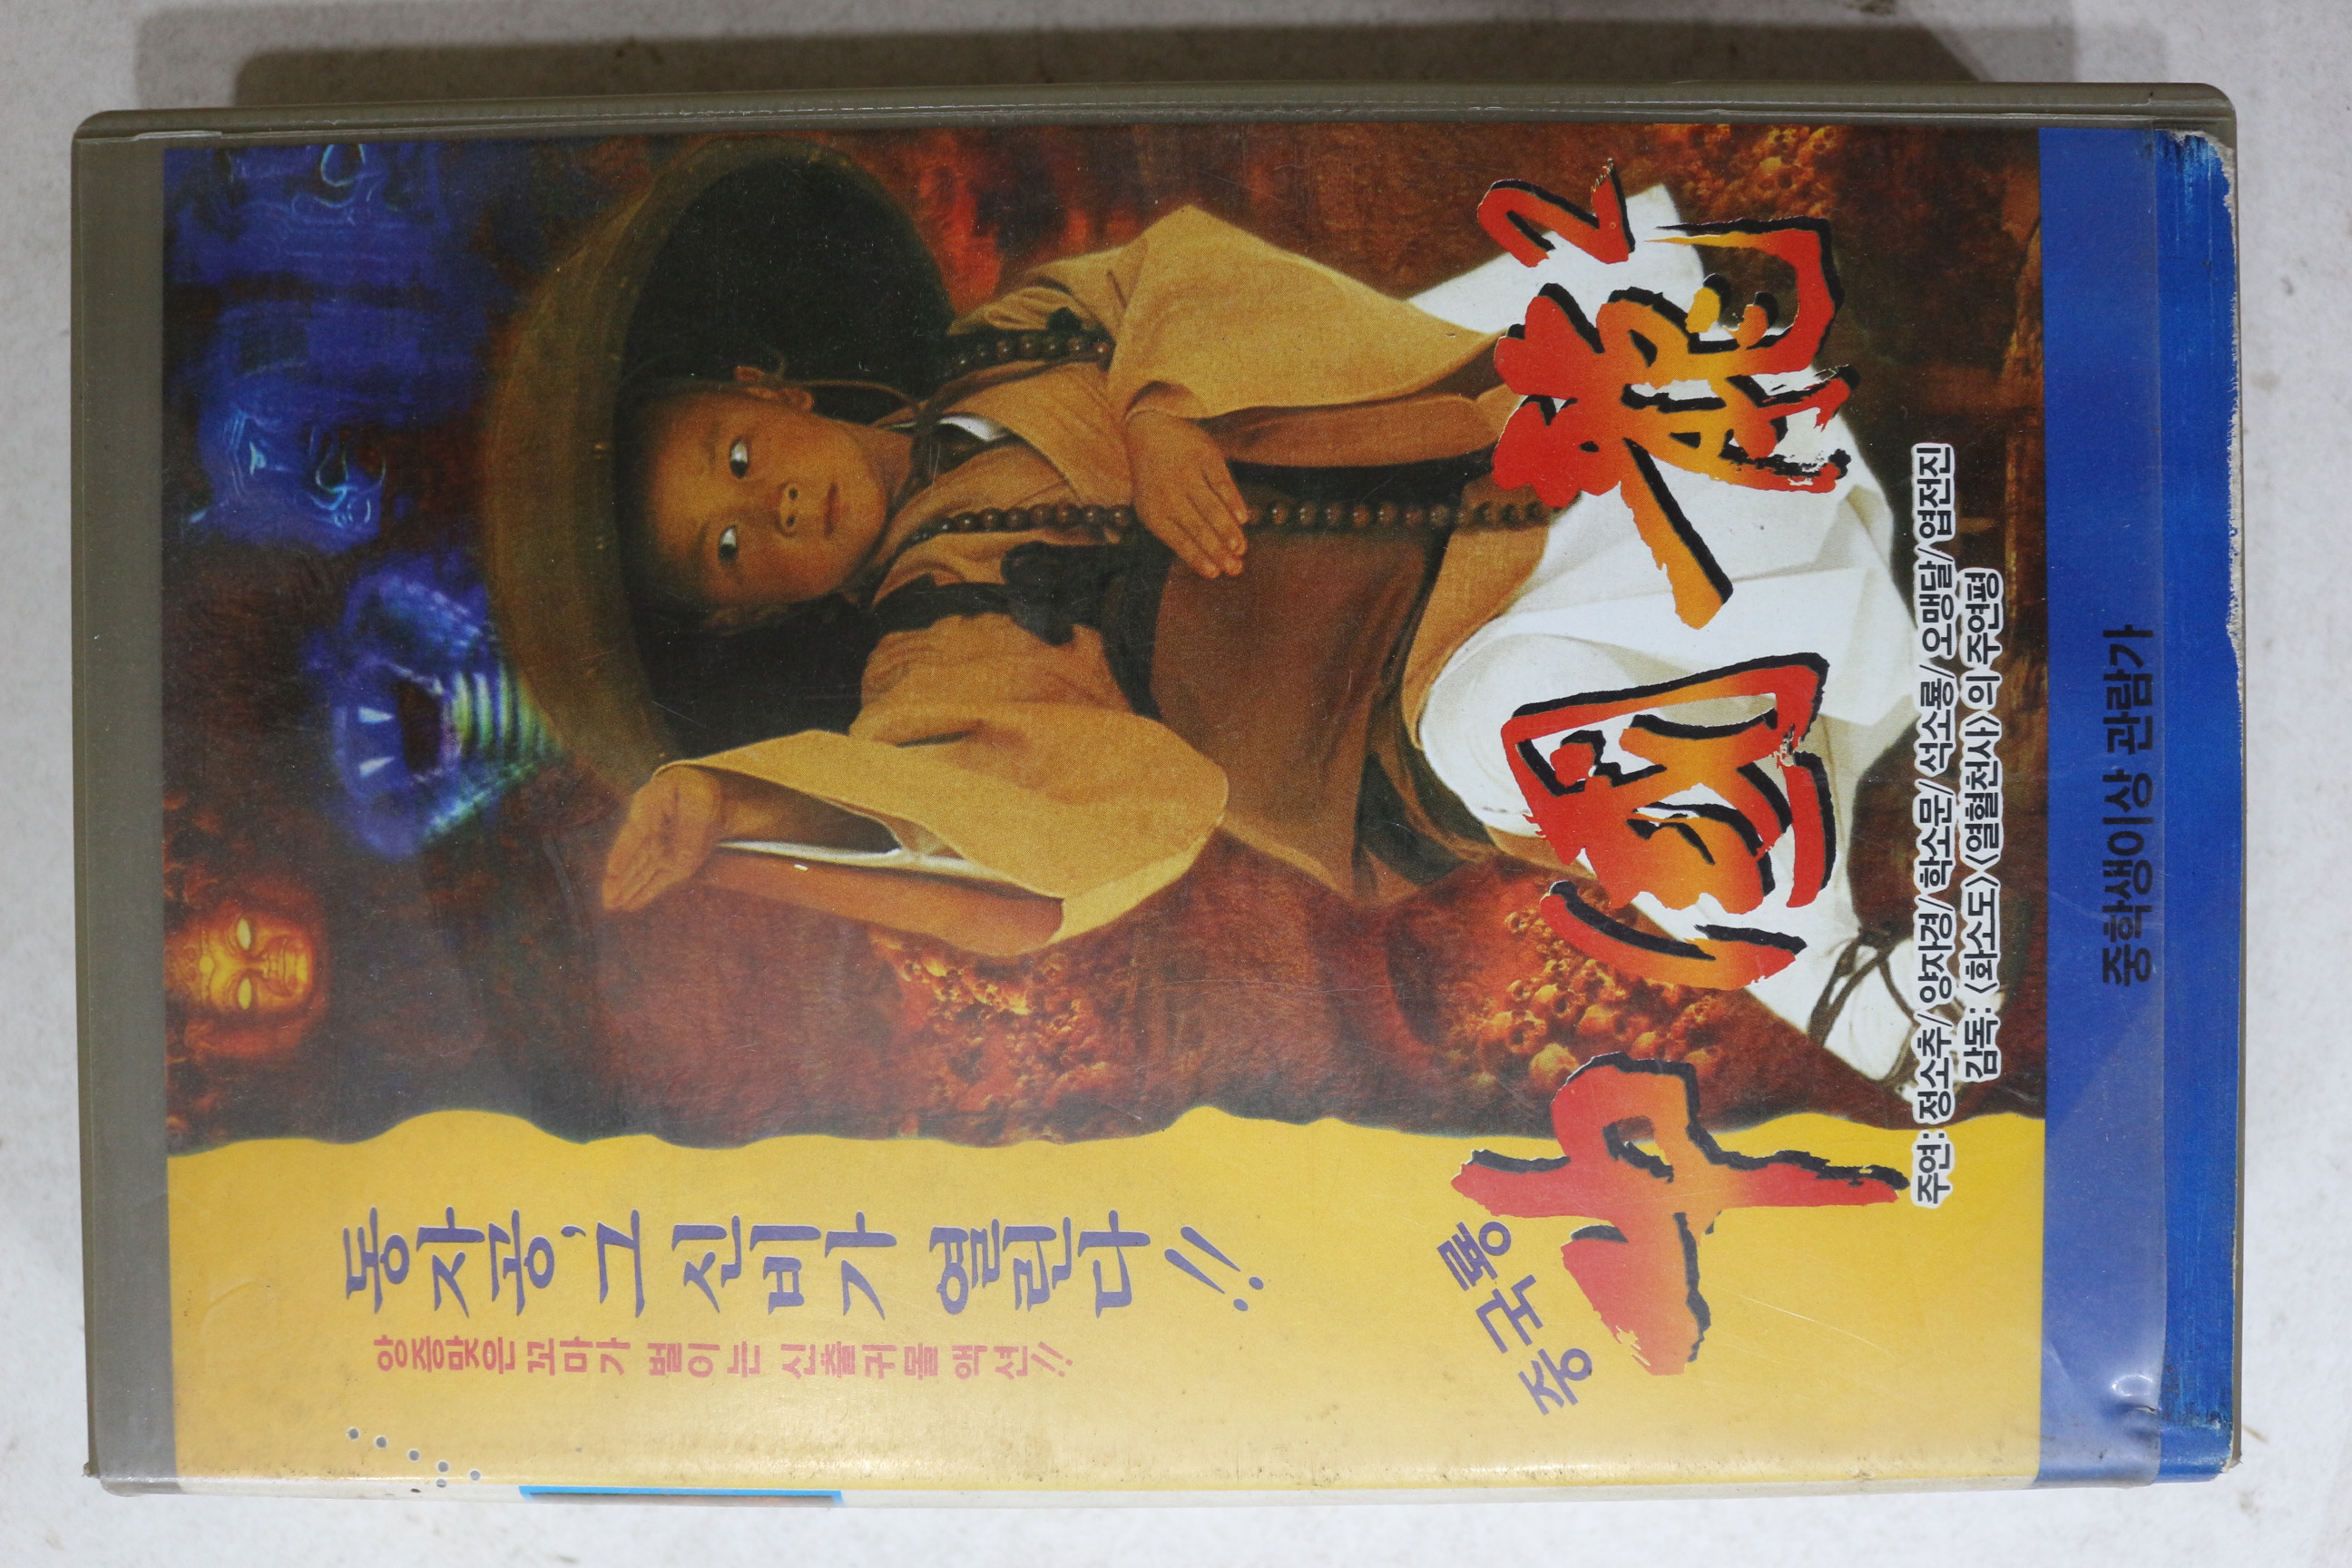 동자공, 그 신비가 열린다!!
앙증맞은 꼬마가 벌이는 신출귀몰 액션!!
중국룡
中國龍 2
주연: 정소추/양자경/학소문/석소룡/오맹달/엽전진
감독: <화소도><열혈천사>의 주연평
중학생이상 관람가